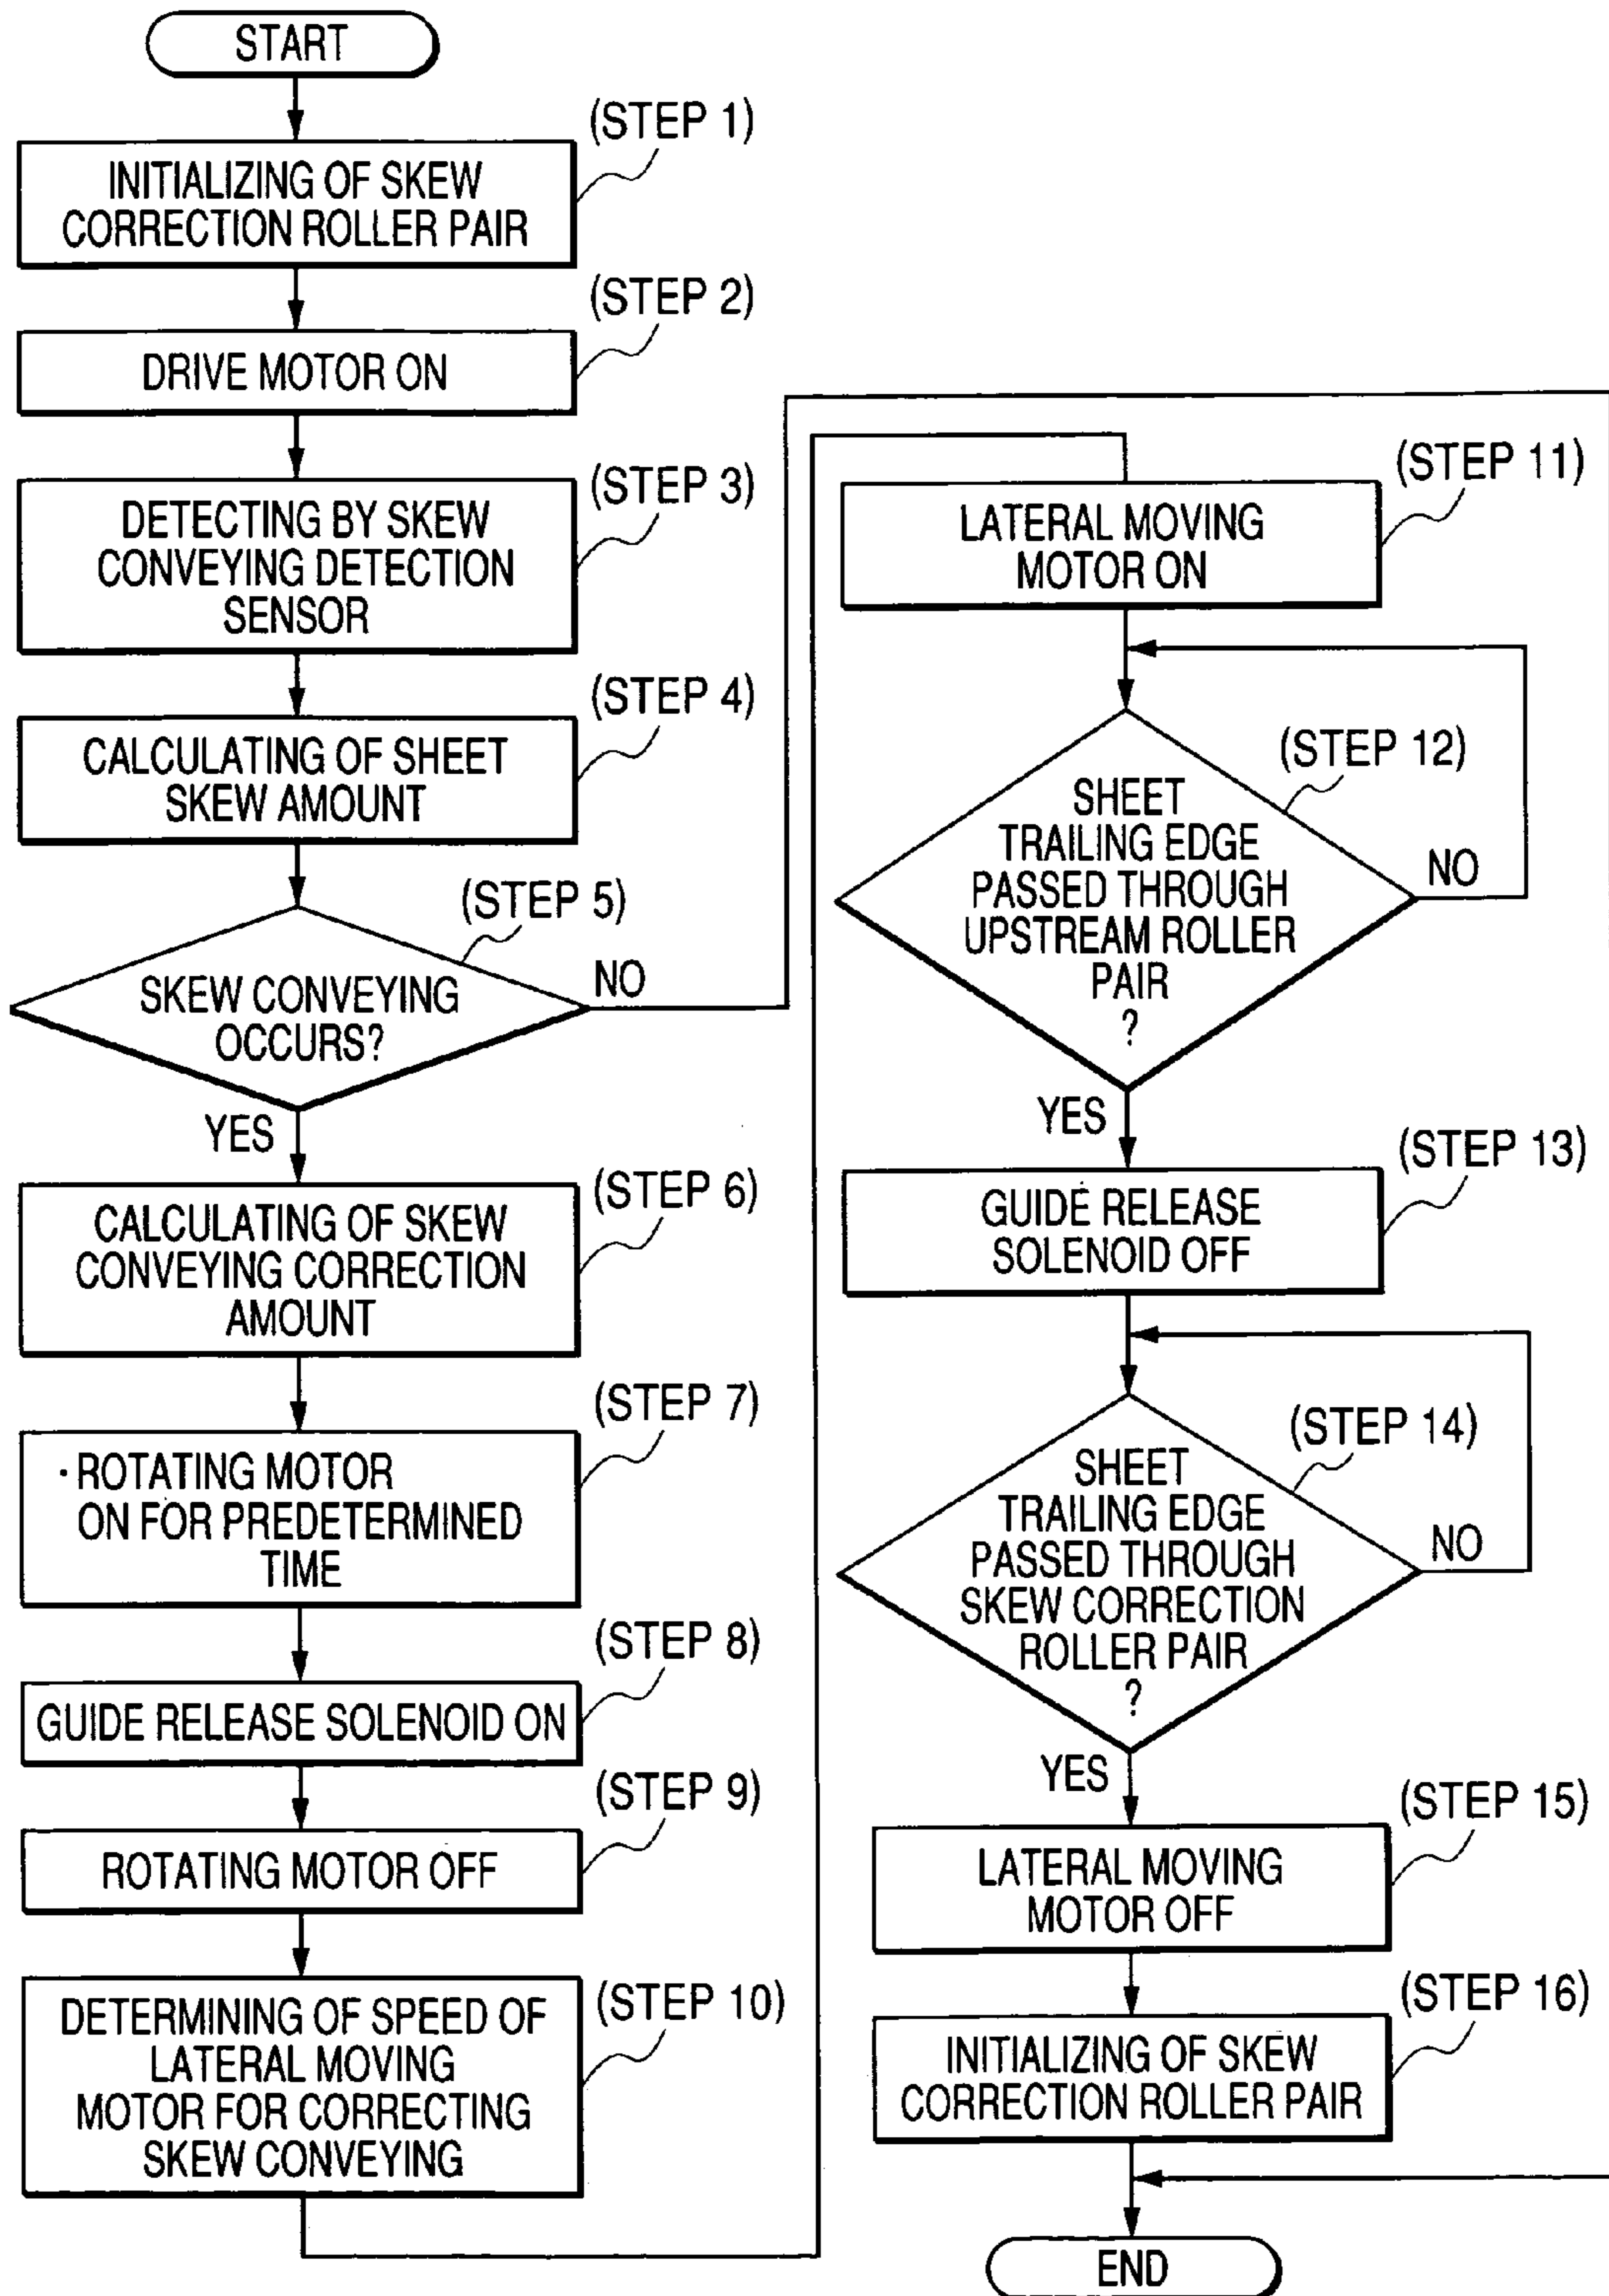 START
(STEP 1)
INITIALIZING OF SKEW
CORRECTION ROLLER PAIR
(STEP 2)
DRIVE MOTOR ON
(STEP 3)
DETECTING BY SKEW
CONVEYING DETECTION
SENSOR
(STEP 4)
CALCULATING OF SHEET
SKEW AMOUNT
(STEP 5)
SKEW CONVEYING
OCCURS?
NO
YES
(STEP 6)
CALCULATING OF SKEW
CONVEYING CORRECTION
AMOUNT
(STEP 7)
· ROTATING MOTOR
ON FOR PREDETERMINED
TIME
(STEP 8)
GUIDE RELEASE SOLENOID ON
(STEP 9)
ROTATING MOTOR OFF
(STEP 10)
DETERMINING OF SPEED OF
LATERAL MOVING
MOTOR FOR CORRECTING
SKEW CONVEYING
(STEP 11)
LATERAL MOVING
MOTOR ON
(STEP 12)
SHEET
TRAILING EDGE
PASSED THROUGH
UPSTREAM ROLLER
PAIR
?
NO
YES
(STEP 13)
GUIDE RELEASE
SOLENOID OFF
(STEP 14)
SHEET
TRAILING EDGE
PASSED THROUGH
SKEW CORRECTION
ROLLER PAIR
?
NO
YES
(STEP 15)
LATERAL MOVING
MOTOR OFF
(STEP 16)
INITIALIZING OF SKEW
CORRECTION ROLLER PAIR
END